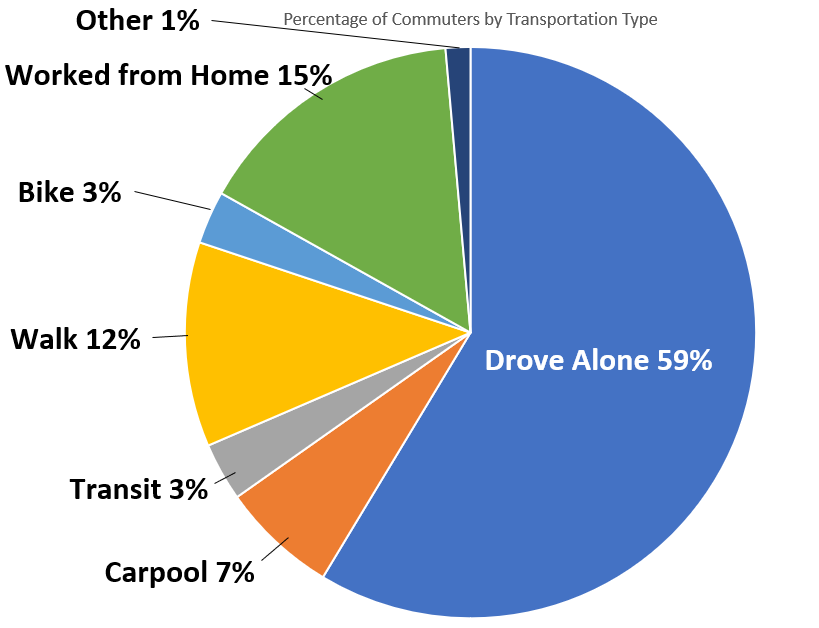 Percentage of Commuters by Transportation Type
Other 1%
Worked from Home 15%
Bike 3%
Walk 12%
Drove Alone 59%
Transit 3%
Carpool 7%